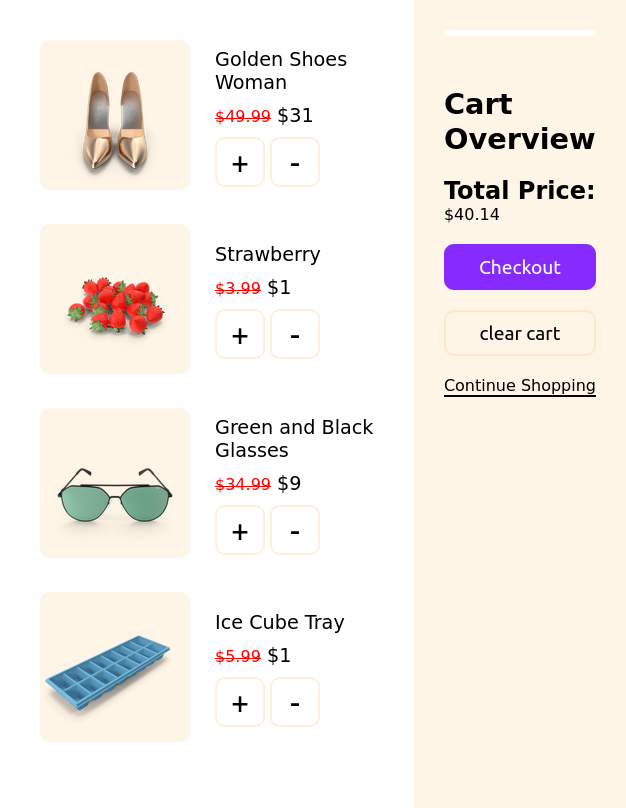 Golden Shoes
Woman
$49.99 $31
+ -
Strawberry
$3.99 $1
+ -
Green and Black
Glasses
$34.99 $9
+ -
Ice Cube Tray
$5.99 $1
+ -
Cart
Overview
Total Price:
$40.14
Checkout
clear cart
Continue Shopping